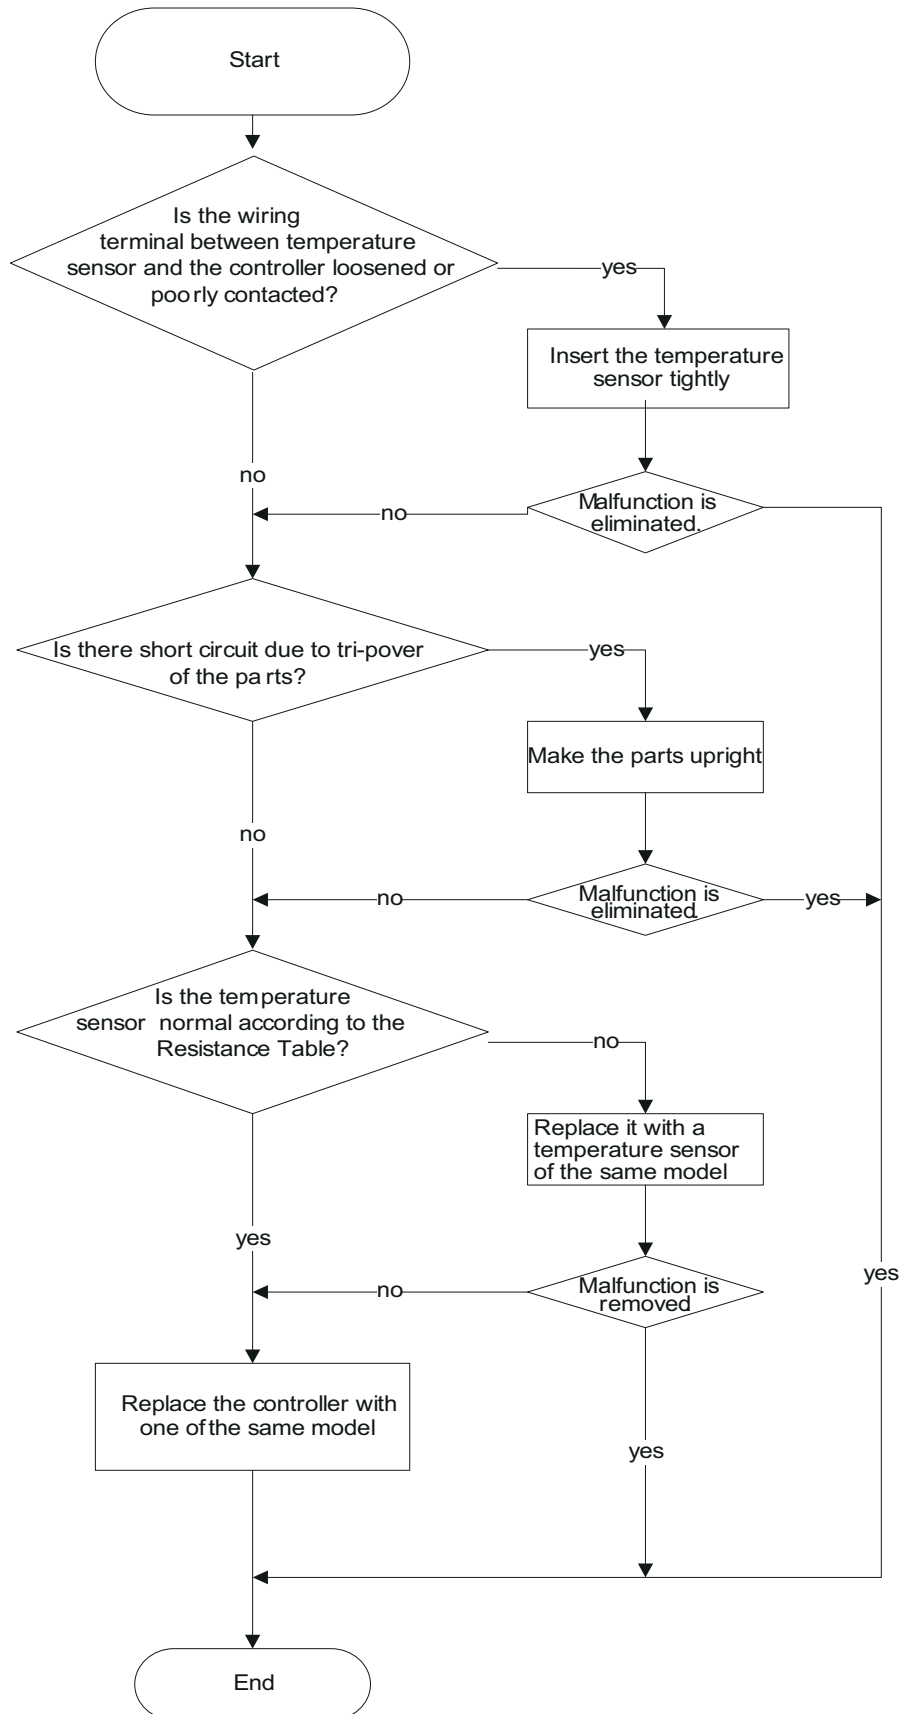 Start
Is the wiring
terminal between temperature
sensor and the controller loosened or
poorly contacted?
yes
Insert the temperature
sensor tightly
no
Malfunction is
eliminated.
no
Is there short circuit due to tri-pover
of the parts?
yes
Make the parts upright
no
Malfunction is
eliminated.
no
yes
Is the temperature
sensor normal according to the
Resistance Table?
no
Replace it with a
temperature sensor
of the same model
yes
Malfunction is
removed
no
yes
Replace the controller with
one of the same model
yes
End